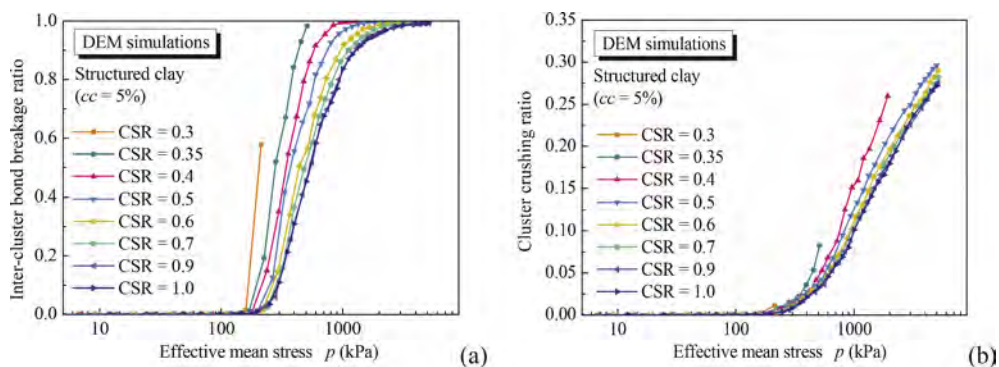 DEM simulations
Structured clay
(cc = 5%)
CSR = 0.3
CSR = 0.35
CSR = 0.4
CSR = 0.5
CSR = 0.6
CSR = 0.7
CSR = 0.9
CSR = 1.0
Inter-cluster bond breakage ratio
1.0
0.8
0.6
0.4
0.2
0.0
10
100
1000
Effective mean stress p (kPa)
(a)
DEM simulations
Structured clay
(cc = 5%)
CSR = 0.3
CSR = 0.35
CSR = 0.4
CSR = 0.5
CSR = 0.6
CSR = 0.7
CSR = 0.9
CSR = 1.0
Cluster crushing ratio
0.35
0.30
0.25
0.20
0.15
0.10
0.05
0.00
10
100
1000
Effective mean stress p (kPa)
(b)